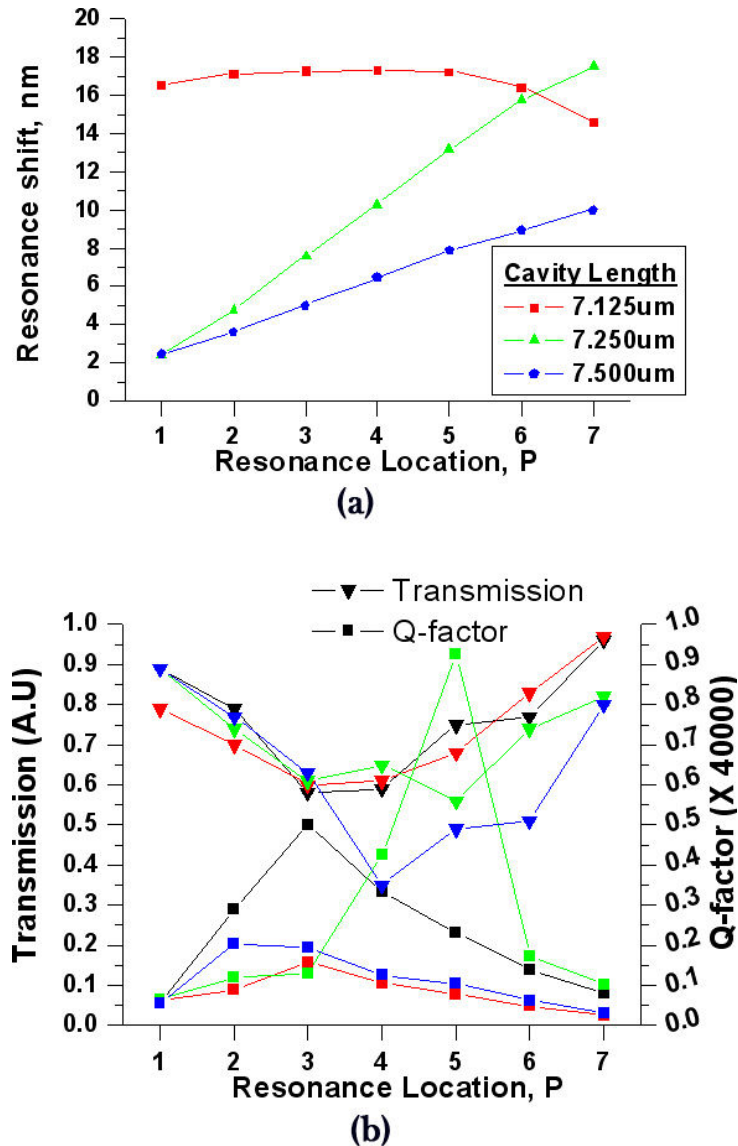 20
18
16
14
12
10
8
6
4
2
0
Resonance shift, nm
Cavity Length
7.125um
7.250um
7.500um
1 2 3 4 5 6 7
Resonance Location, P
(a)
Transmission
Q-factor
1.0
0.9
0.8
0.7
0.6
0.5
0.4
0.3
0.2
0.1
0.0
Transmission (A.U)
1.0
0.9
0.8
0.7
0.6
0.5
0.4
0.3
0.2
0.1
0.0
Q-factor (X 40000)
1 2 3 4 5 6 7
Resonance Location, P
(b)